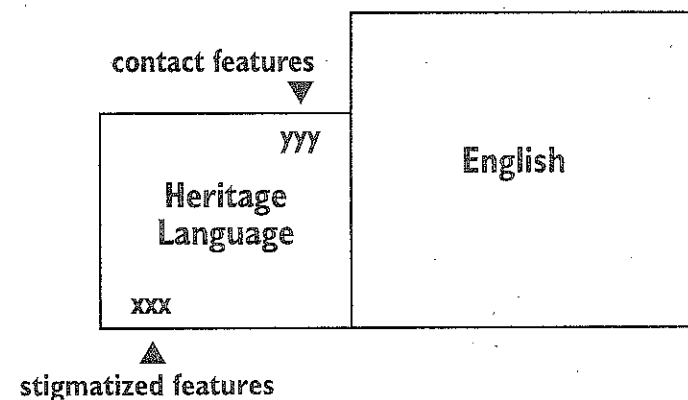 contact features
yyy
English
Heritage
Language
xxx
stigmatized features